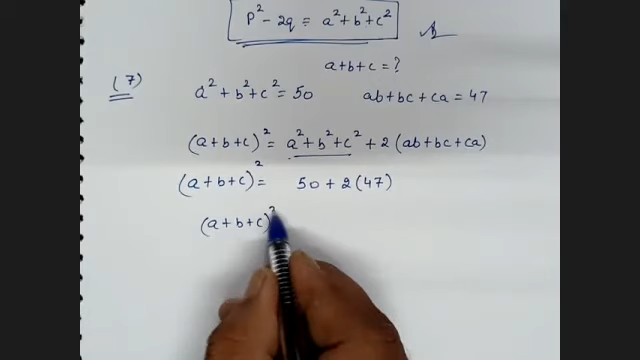 P² - 2q = a² + b² + c²
a + b + c = ?
(7)
a² + b² + c² = 50 ab + bc + ca = 47
(a + b + c)² = a² + b² + c² + 2(ab + bc + ca)
(a + b + c)² = 50 + 2(47)
(a + b + c)²